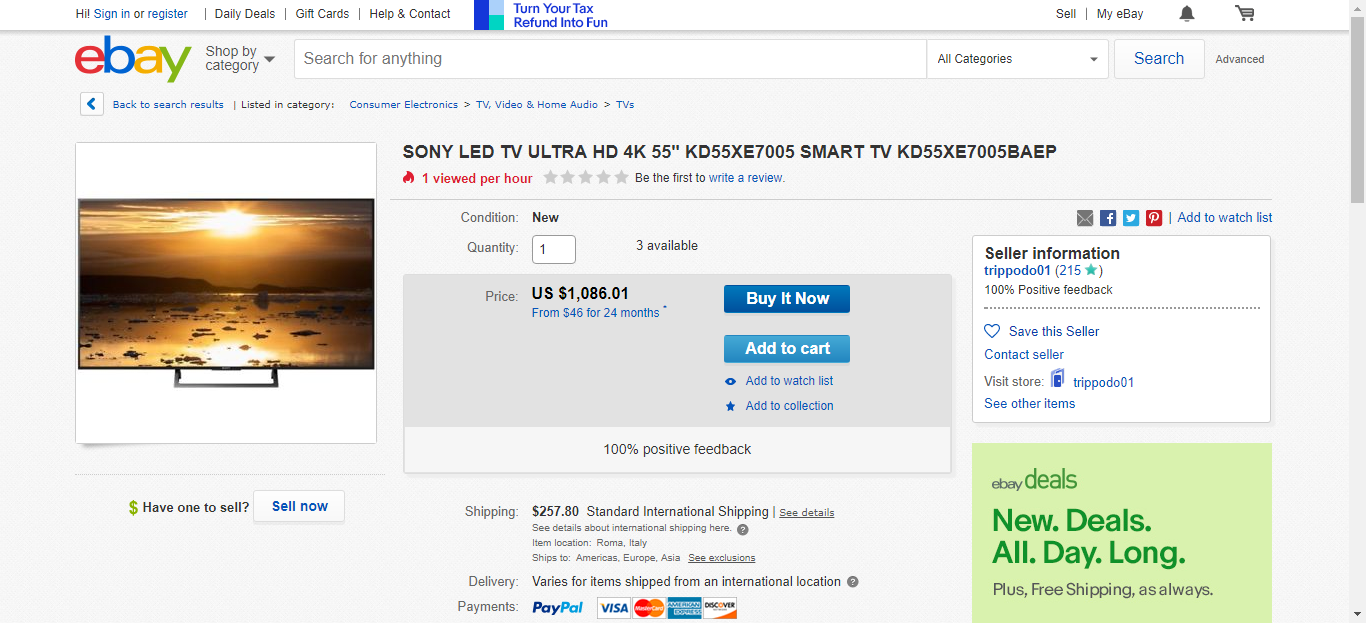 Hi! Sign in or register | Daily Deals | Gift Cards | Help & Contact
Turn Your Tax
Refund Into Fun
Sell | My eBay
ebay
Shop by
category
Search for anything
All Categories
Search
Advanced
Back to search results | Listed in category: Consumer Electronics > TV, Video & Home Audio > TVs
SONY LED TV ULTRA HD 4K 55" KD55XE7005 SMART TV KD55XE7005BAEP
1 viewed per hour
Be the first to write a review.
Condition: New
Quantity: 1
3 available
Price: US $1,086.01
From $46 for 24 months *
Buy It Now
Add to cart
Add to watch list
Add to collection
100% positive feedback
| Add to watch list
Seller information
trippodo01 (215 )
100% Positive feedback
Save this Seller
Contact seller
Visit store: trippodo01
See other items
$ Have one to sell? Sell now
Shipping: $257.80 Standard International Shipping | See details
See details about international shipping here. ?
Item location: Roma, Italy
Ships to: Americas, Europe, Asia See exclusions
Delivery: Varies for items shipped from an international location ?
Payments: PayPal VISA MasterCard AMERICAN EXPRESS DISCOVER
ebay deals
New. Deals.
All. Day. Long.
Plus, Free Shipping, as always.